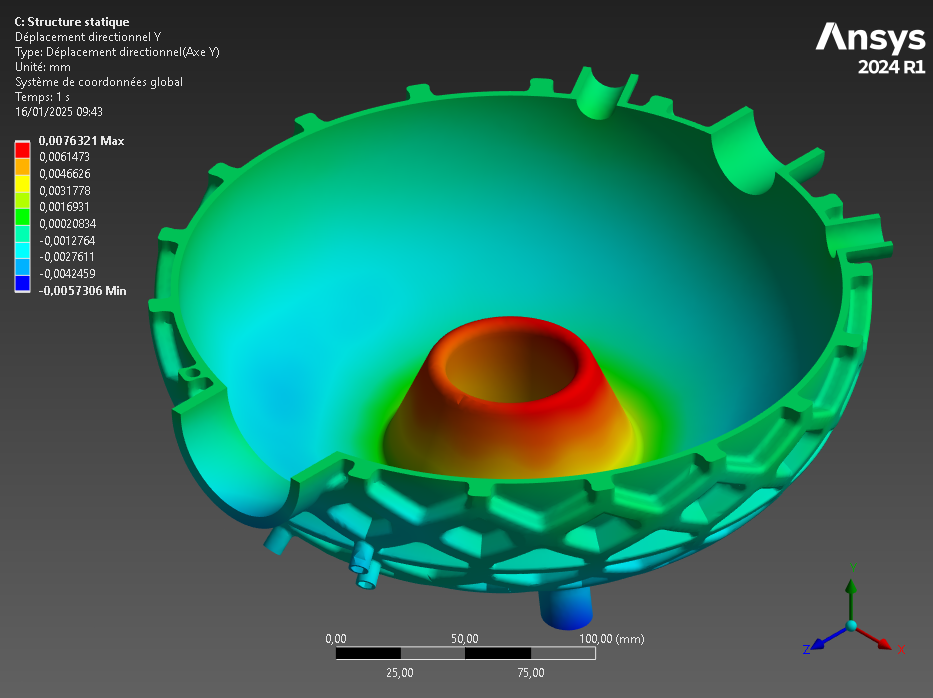 C: Structure statique
Déplacement directionnel Y
Type: Déplacement directionnel(Axe Y)
Unité: mm
Système de coordonnées global
Temps: 1 s
16/01/2025 09:43
Ansys
2024 R1
0,0076321 Max
0,0061473
0,0046626
0,0031778
0,0016931
0,00020834
-0,0012764
-0,0027611
-0,0042459
-0,0057306 Min
0,00 50,00 100,00 (mm)
25,00 75,00
Y
Z X